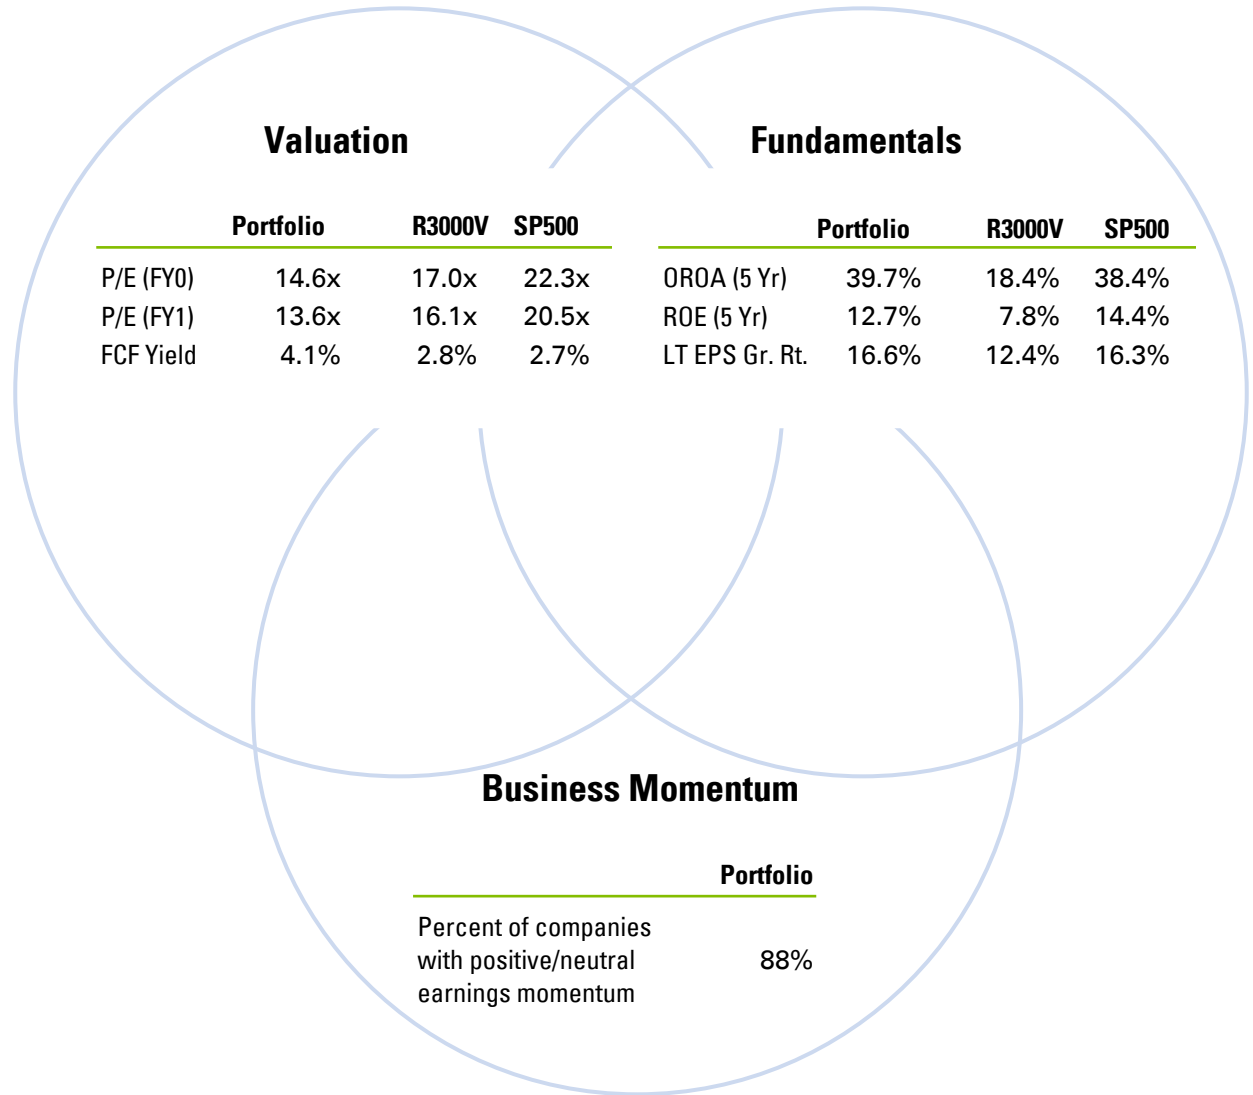 Valuation
Portfolio R3000V SP500
P/E (FY0) 14.6x 17.0x 22.3x
P/E (FY1) 13.6x 16.1x 20.5x
FCF Yield 4.1% 2.8% 2.7%
Fundamentals
Portfolio R3000V SP500
OROA (5 Yr) 39.7% 18.4% 38.4%
ROE (5 Yr) 12.7% 7.8% 14.4%
LT EPS Gr. Rt. 16.6% 12.4% 16.3%
Business Momentum
Portfolio
Percent of companies
with positive/neutral 88%
earnings momentum